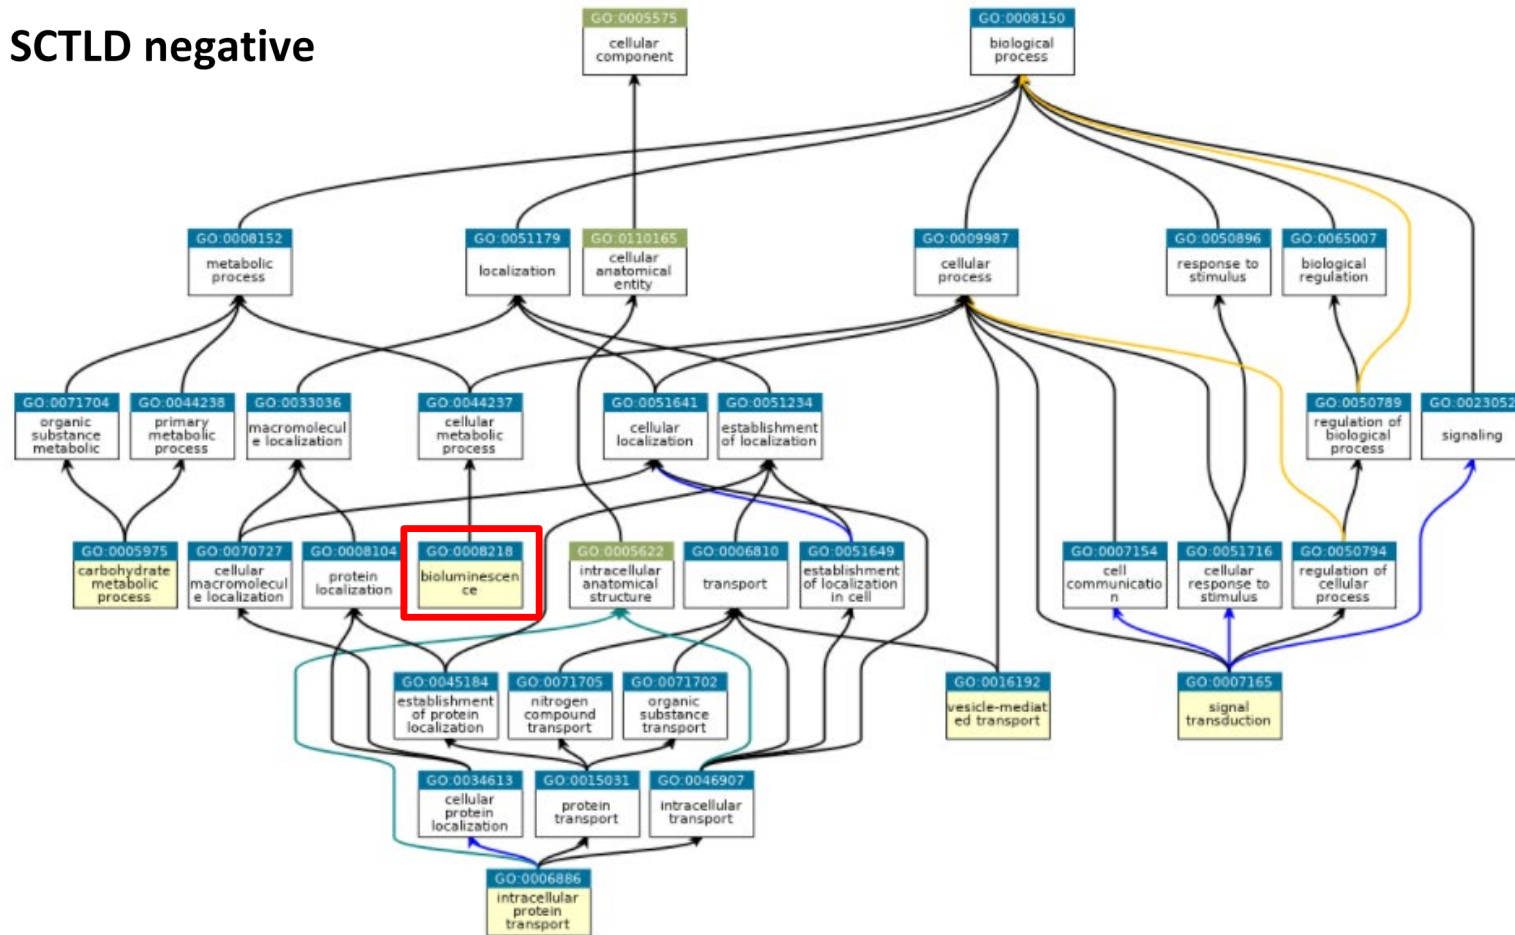 SCTLD negative
GO:0005575
cellular
component
GO:0008150
biological
process
GO:0008152
metabolic
process
GO:0051179
localization
GO:0110165
cellular
anatomical
entity
GO:0009987
cellular
process
GO:0050896
response to
stimulus
GO:0065007
biological
regulation
GO:0071704
organic
substance
metabolic
GO:0044238
primary
metabolic
process
GO:0033036
macromolecul
e localization
GO:0044237
cellular
metabolic
process
GO:0051641
cellular
localization
GO:0051234
establishment
of localization
GO:0050789
regulation of
biological
process
GO:0023052
signaling
GO:0005975
carbohydrate
metabolic
process
GO:0070727
cellular
macromolecul
e localization
GO:0008104
protein
localization
GO:0008218
bioluminescen
ce
GO:0005622
intracellular
anatomical
structure
GO:0006810
transport
GO:0051649
establishment
of localization
in cell
GO:0007154
cell
communicatio
n
GO:0051716
cellular
response to
stimulus
GO:0050794
regulation of
cellular
process
GO:0045184
establishment
of protein
localization
GO:0071705
nitrogen
compound
transport
GO:0071702
organic
substance
transport
GO:0016192
vesicle-mediat
ed transport
GO:0007165
signal
transduction
GO:0034613
cellular
protein
localization
GO:0015031
protein
transport
GO:0046907
intracellular
transport
GO:0006886
intracellular
protein
transport